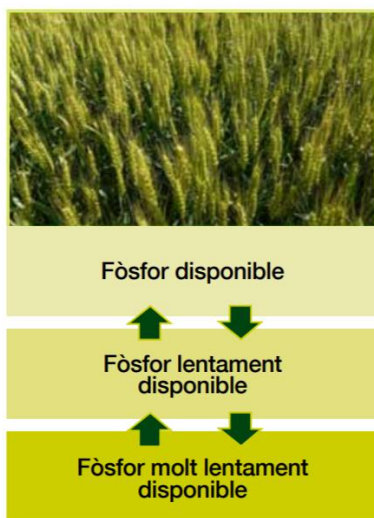 Fòsfor disponible
Fòsfor lentament
disponible
Fòsfor molt lentament
disponible